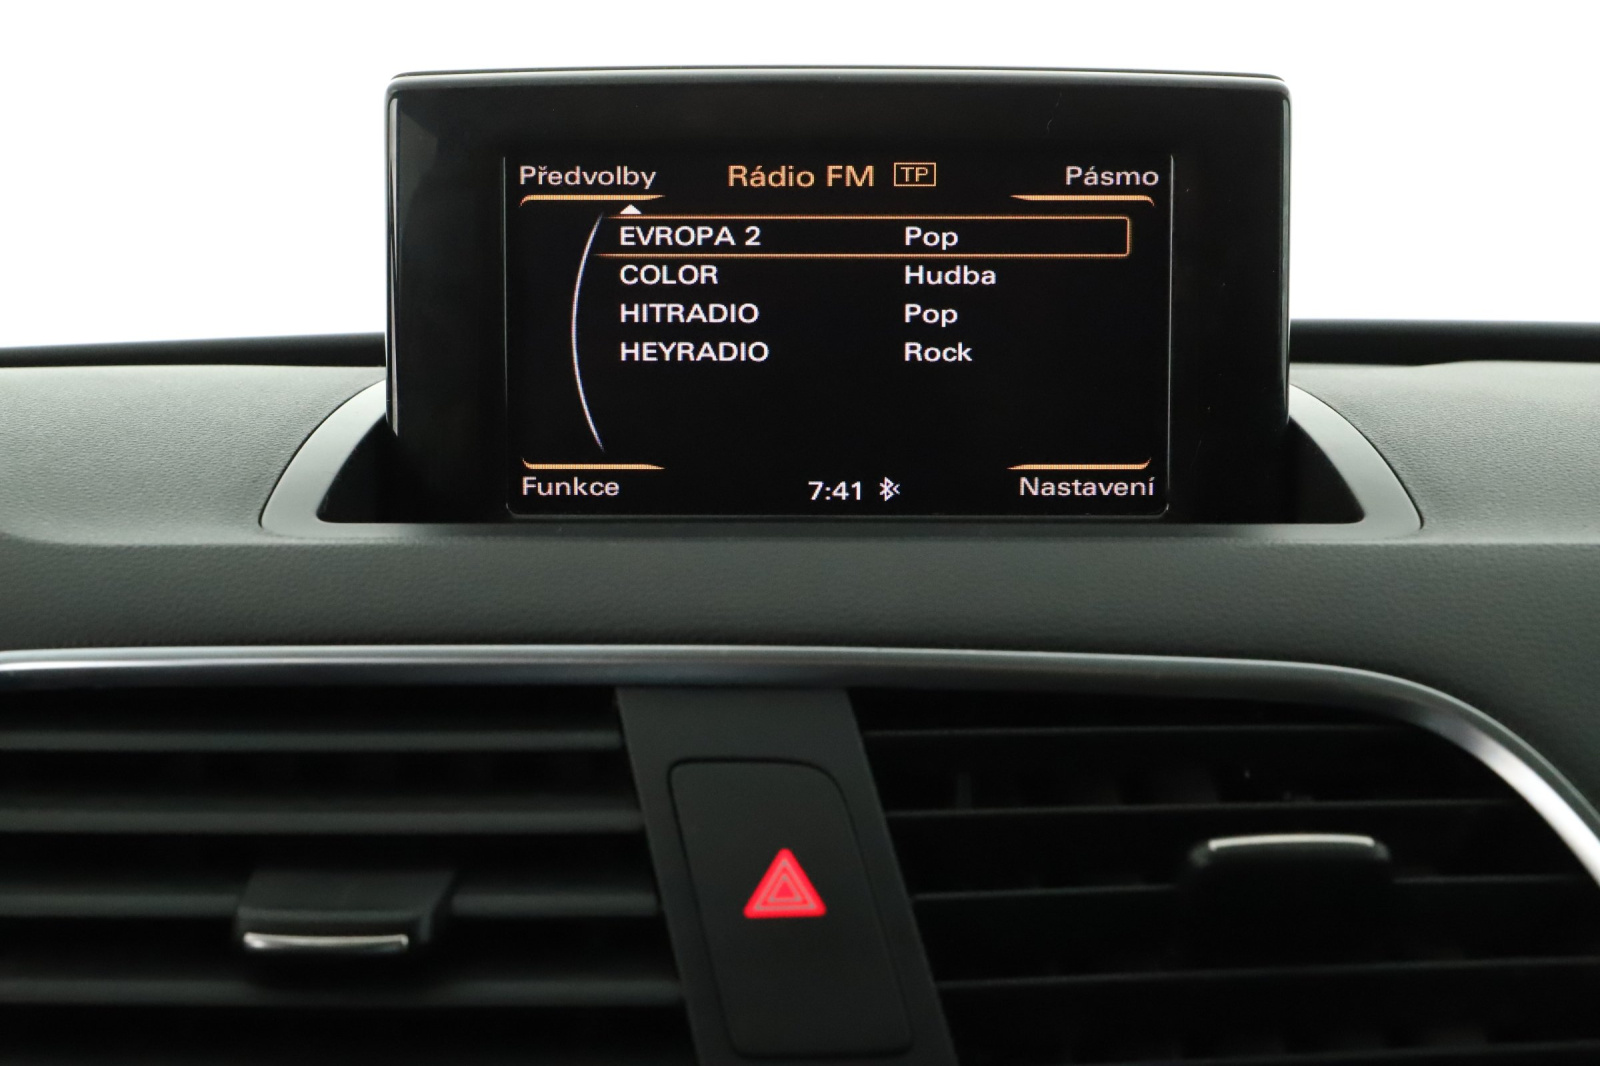 Předvolby Rádio FM TP Pásmo
EVROPA 2 Pop
COLOR Hudba
HITRADIO Pop
HEYRADIO Rock
Funkce 7:41 Nastavení